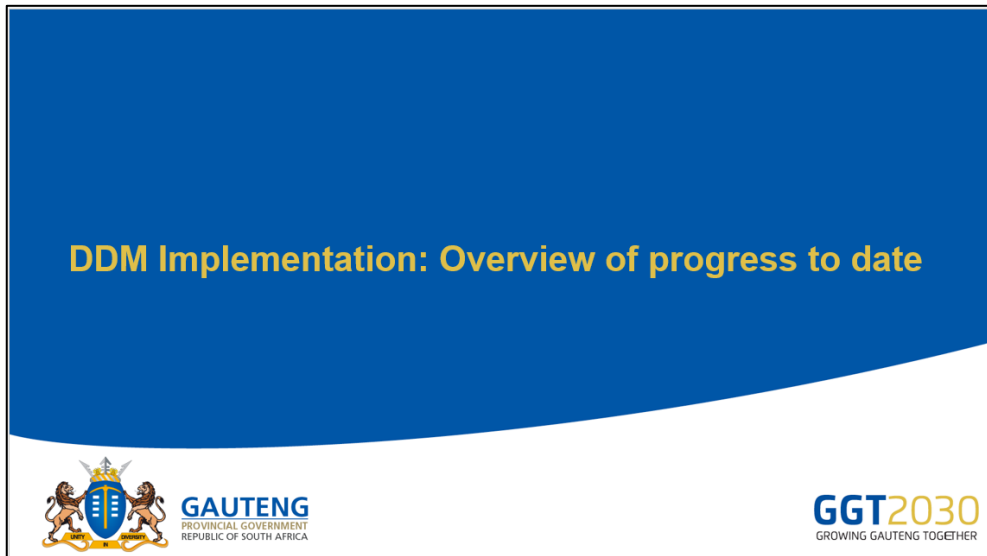 DDM Implementation: Overview of progress to date
UNITY IN DIVERSITY
GAUTENG
PROVINCIAL GOVERNMENT
REPUBLIC OF SOUTH AFRICA
GGT2030
GROWING GAUTENG TOGETHER